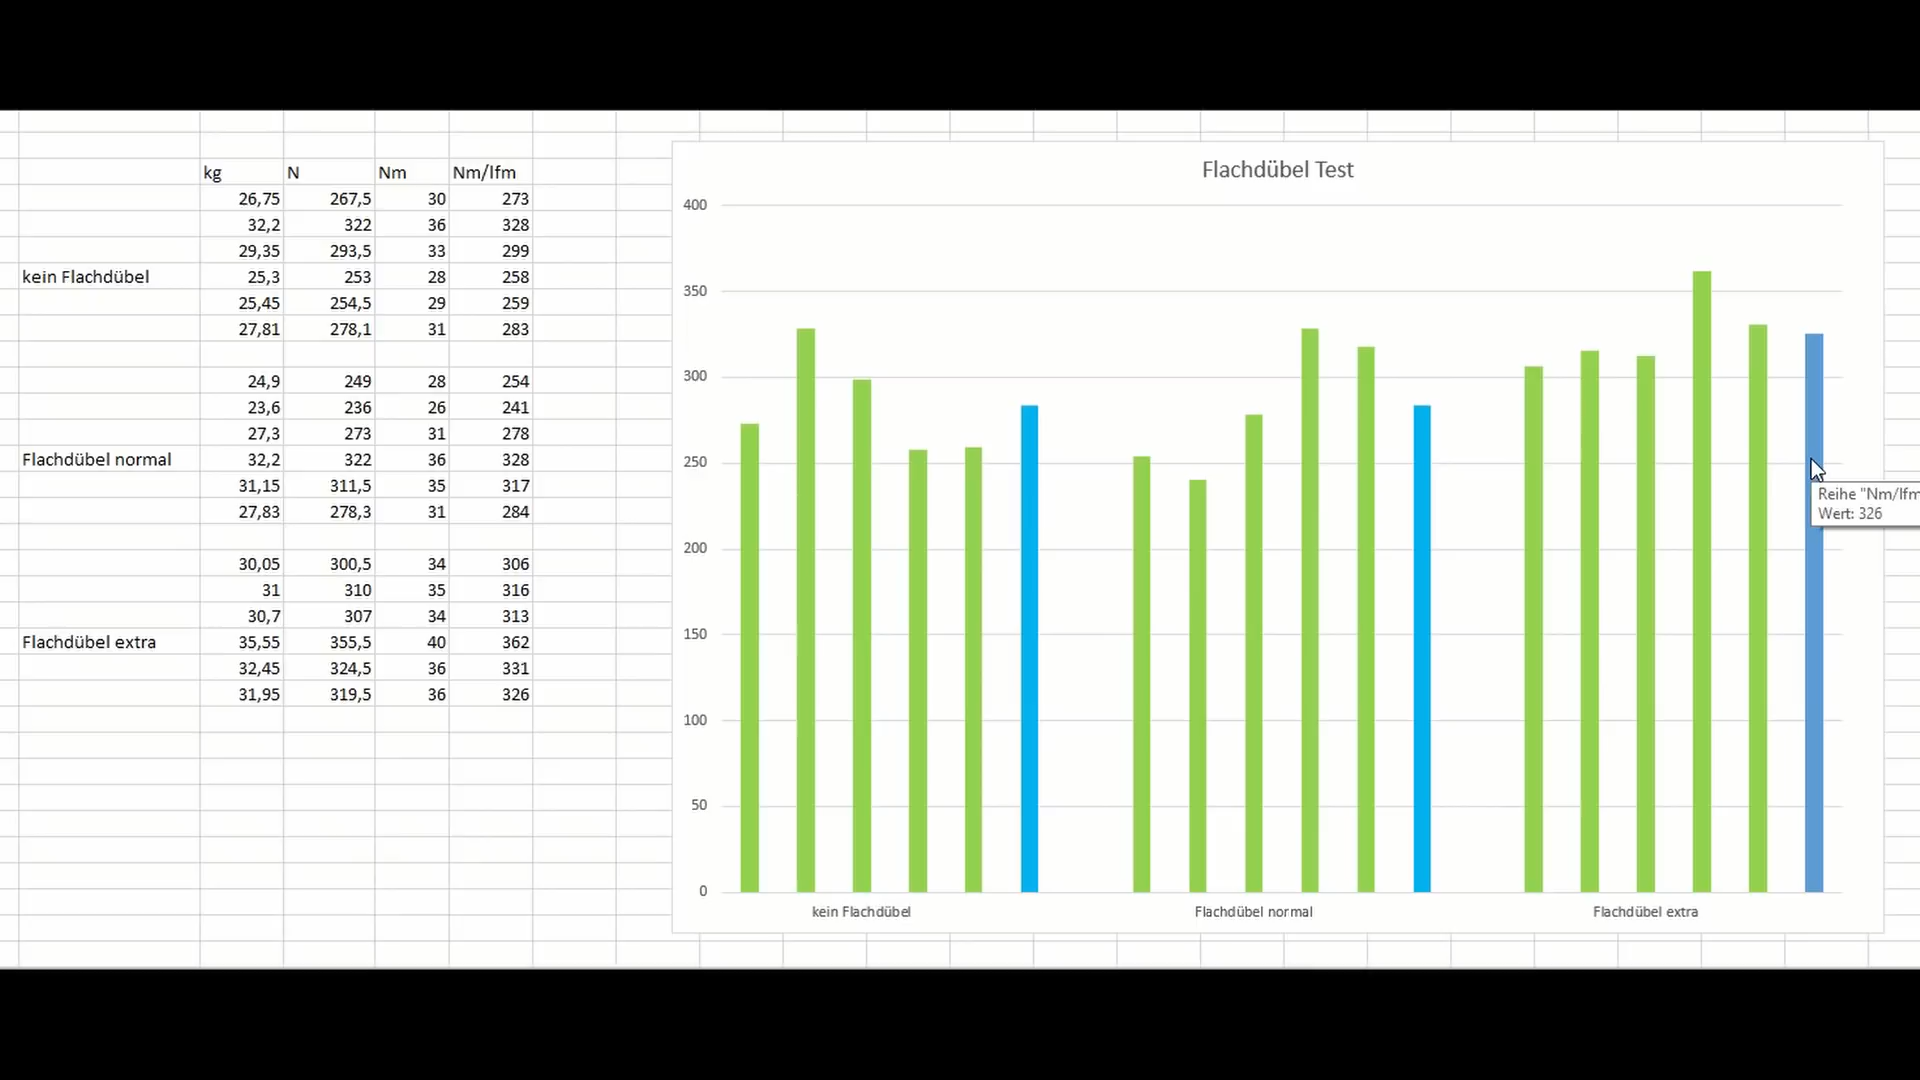 kg N Nm Nm/lfm
26,75 267,5 30 273
32,2 322 36 328
29,35 293,5 33 299
kein Flachdübel 25,3 253 28 258
25,45 254,5 29 259
27,81 278,1 31 283
24,9 249 28 254
23,6 236 26 241
27,3 273 31 278
Flachdübel normal 32,2 322 36 328
31,15 311,5 35 317
27,83 278,3 31 284
30,05 300,5 34 306
31 310 35 316
30,7 307 34 313
Flachdübel extra 35,55 355,5 40 362
32,45 324,5 36 331
31,95 319,5 36 326
Flachdübel Test
400
350
300
250
200
150
100
50
0
kein Flachdübel Flachdübel normal Flachdübel extra
Reihe "Nm/lfm
Wert: 326